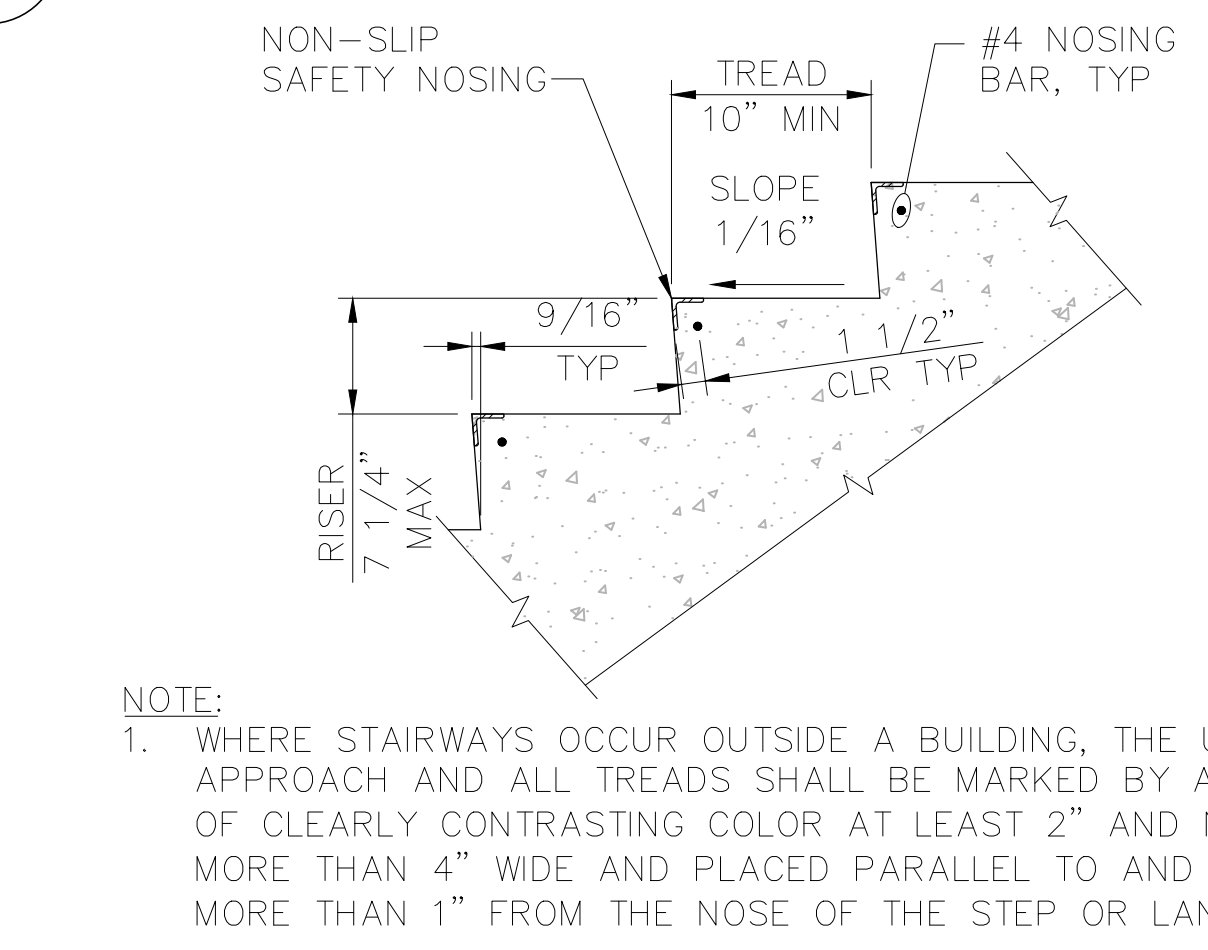 NON-SLIP
SAFETY NOSING
TREAD
10” MIN
#4 NOSING
BAR, TYP
SLOPE
1/16”
9/16”
TYP
1 1/2”
CLR TYP
RISER
7 1/4”
MAX
NOTE:
1. WHERE STAIRWAYS OCCUR OUTSIDE A BUILDING, THE
APPROACH AND ALL TREADS SHALL BE MARKED BY A
OF CLEARLY CONTRASTING COLOR AT LEAST 2” AND
MORE THAN 4” WIDE AND PLACED PARALLEL TO AND
MORE THAN 1” FROM THE NOSE OF THE STEP OR